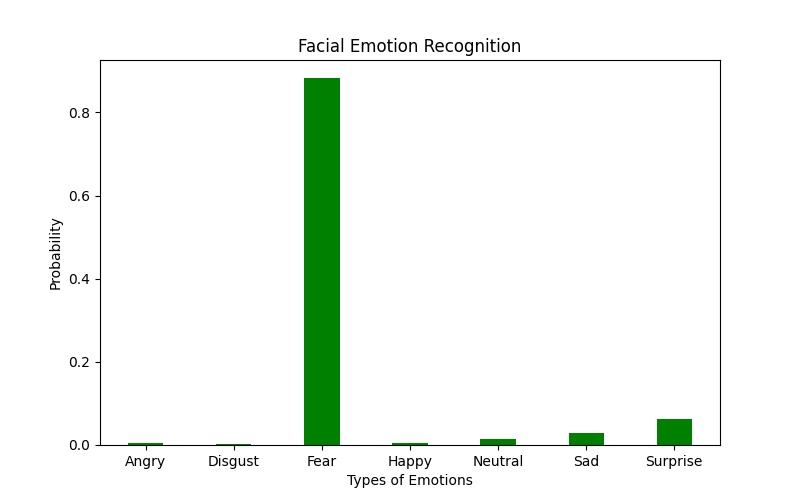 Facial Emotion Recognition
0.8
0.6
0.4
0.2
0.0
Probability
Angry Disgust Fear Happy Neutral Sad Surprise
Types of Emotions